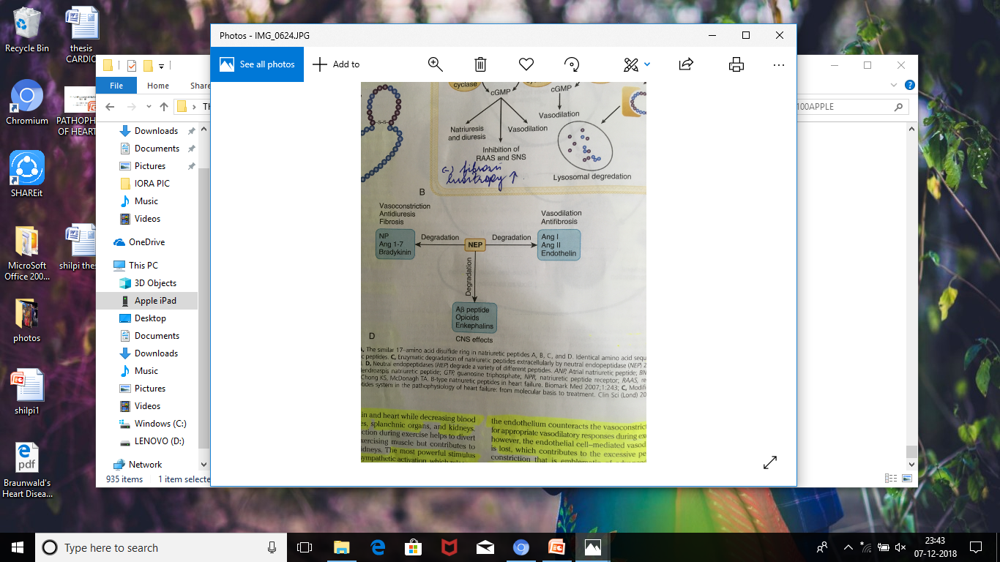 Recycle Bin
thesis
CARDIO
Chromium
PATHOPH
OF HEART
SHAREit
MicroSoft
Office 200...
shilpi thes
photos
shilpi1
pdf
Braunwald's
Heart Disea...
File
Home
Share
TH
100APPLE
Downloads
Documents
Pictures
IORA PIC
Music
Videos
OneDrive
This PC
3D Objects
Apple iPad
Desktop
Documents
Downloads
Music
Pictures
Videos
Windows (C:)
LENOVO (D:)
Network
935 items
1 item selecte
Photos - IMG_0624.JPG
See all photos
Add to
cyclase
cGMP
cGMP
-S-S-
Vasodilation
Natriuresis
and diuresis
Vasodilation
Inhibition of
RAAS and SNS
(-) fibrosis
lusitropy ↑
Lysosomal degradation
B
Vasoconstriction
Antidiuresis
Fibrosis
Vasodilation
Antifibrosis
NP
Ang 1-7
Bradykinin
Degradation
NEP
Degradation
Ang I
Ang II
Endothelin
Degradation
Aβ peptide
Opioids
Enkephalins
CNS effects
D
A, The similar 17–amino acid disulfide ring in natriuretic peptides A, B, C, and D. Identical amino acid sequ
c peptides. C, Enzymatic degradation of natriuretic peptides extracellularly by neutral endopeptidase (NEP) 2
D, Neutral endopeptidases (NEP) degrade a variety of different peptides. ANP, Atrial natriuretic peptide; BN
endroaspis natriuretic peptide; GTP, guanosine triphosphate; NPR, natriuretic peptide receptor; RAAS, re
Chong KS, McDonagh TA. B-type natriuretic peptides in heart failure. Biomark Med 2007;1:243; C, Modifi
tides system in the pathophysiology of heart failure: from molecular basis to treatment. Clin Sci (Lond) 20
in and heart while decreasing blood
es, splanchnic organs, and kidneys.
ction during exercise helps to divert
xercising muscle but contributes to
idneys. The most powerful stimulus
sympathetic activation, which
the endothelium counteracts the vasoconstrict
for appropriate vasodilatory responses during ex
however, the endothelial cell–mediated vasod
is lost, which contributes to the excessive pe
constriction that is emblematic of
Type here to search
23:43
07-12-2018